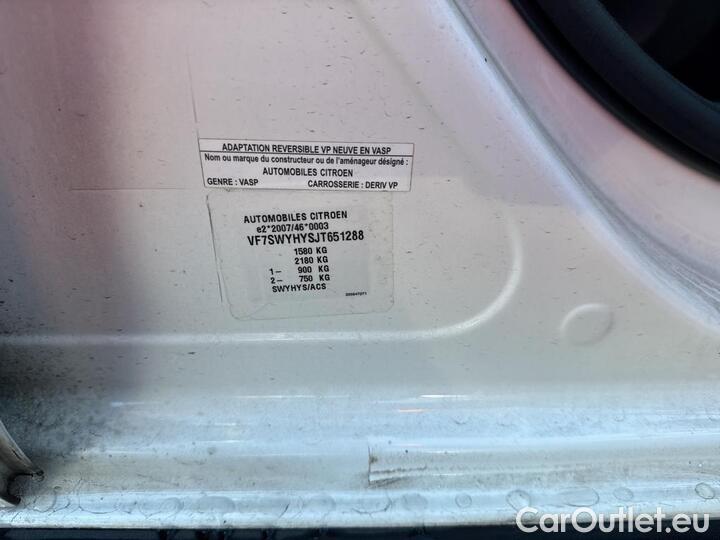 ADAPTATION REVERSIBLE VP NEUVE EN VASP
Nom ou marque du constructeur ou de l'aménageur désigné :
AUTOMOBILES CITROEN
GENRE : VASP CARROSSERIE : DERIV VP
AUTOMOBILES CITROEN
e2*2007/46*0003
VF7SWYHYSJT651288
1580 KG
2180 KG
1- 900 KG
2- 750 KG
SWYHYS/ACS
CarOutlet.eu